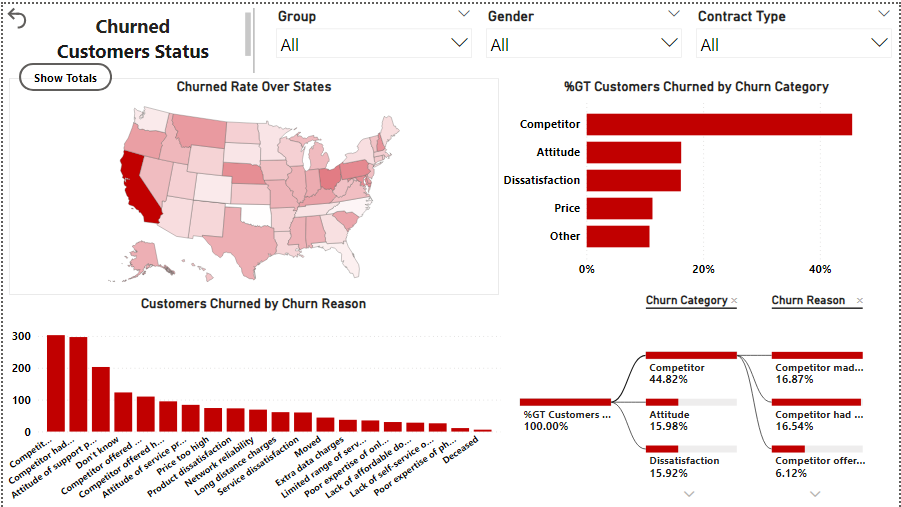 Churned
Customers Status
Show Totals
Group
All
Gender
All
Contract Type
All
Churned Rate Over States
%GT Customers Churned by Churn Category
Competitor
Attitude
Dissatisfaction
Price
Other
0%
20%
40%
Customers Churned by Churn Reason
300
200
100
0
Competit...
Competitor had...
Attitude of support p...
Don't know
Competitor offered ...
Competitor offered h...
Attitude of service pr...
Price too high
Product dissatisfaction
Network reliability
Long distance charges
Service dissatisfaction
Moved
Extra data charges
Limited range of serv...
Poor expertise of onl...
Lack of affordable do...
Lack of self-service o...
Poor expertise of ph...
Deceased
Churn Category ×
Churn Reason ×
%GT Customers ...
100.00%
Competitor
44.82%
Attitude
15.98%
Dissatisfaction
15.92%
Competitor mad...
16.87%
Competitor had ...
16.54%
Competitor offer...
6.12%